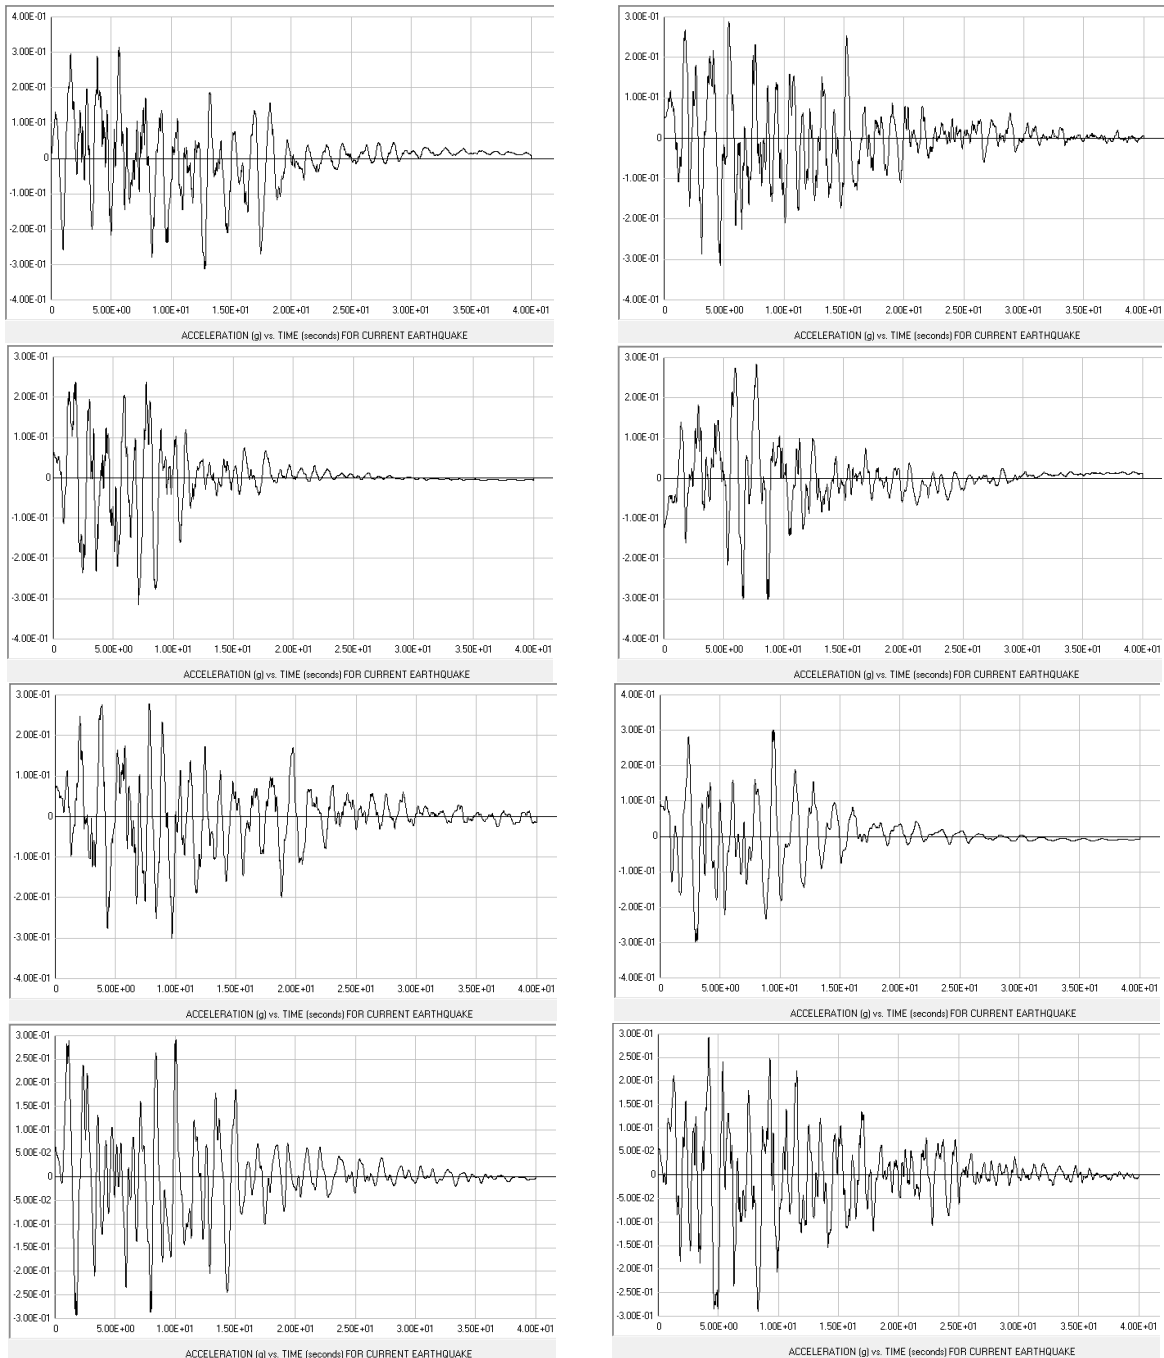 4.00E-01
3.00E-01
2.00E-01
1.00E-01
0
-1.00E-01
-2.00E-01
-3.00E-01
-4.00E-01
0 5.00E+00 1.00E+01 1.50E+01 2.00E+01 2.50E+01 3.00E+01 3.50E+01 4.00E+01
ACCELERATION (g) vs. TIME (seconds) FOR CURRENT EARTHQUAKE
3.00E-01
2.00E-01
1.00E-01
0
-1.00E-01
-2.00E-01
-3.00E-01
-4.00E-01
0 5.00E+00 1.00E+01 1.50E+01 2.00E+01 2.50E+01 3.00E+01 3.50E+01 4.00E+01
ACCELERATION (g) vs. TIME (seconds) FOR CURRENT EARTHQUAKE
3.00E-01
2.00E-01
1.00E-01
0
-1.00E-01
-2.00E-01
-3.00E-01
-4.00E-01
0 5.00E+00 1.00E+01 1.50E+01 2.00E+01 2.50E+01 3.00E+01 3.50E+01 4.00E+01
ACCELERATION (g) vs. TIME (seconds) FOR CURRENT EARTHQUAKE
3.00E-01
2.00E-01
1.00E-01
0
-1.00E-01
-2.00E-01
-3.00E-01
-4.00E-01
0 5.00E+00 1.00E+01 1.50E+01 2.00E+01 2.50E+01 3.00E+01 3.50E+01 4.00E+01
ACCELERATION (g) vs. TIME (seconds) FOR CURRENT EARTHQUAKE
3.00E-01
2.00E-01
1.00E-01
0
-1.00E-01
-2.00E-01
-3.00E-01
-4.00E-01
0 5.00E+00 1.00E+01 1.50E+01 2.00E+01 2.50E+01 3.00E+01 3.50E+01 4.00E+01
ACCELERATION (g) vs. TIME (seconds) FOR CURRENT EARTHQUAKE
4.00E-01
3.00E-01
2.00E-01
1.00E-01
0
-1.00E-01
-2.00E-01
-3.00E-01
-4.00E-01
0 5.00E+00 1.00E+01 1.50E+01 2.00E+01 2.50E+01 3.00E+01 3.50E+01 4.00E+01
ACCELERATION (g) vs. TIME (seconds) FOR CURRENT EARTHQUAKE
3.00E-01
2.50E-01
2.00E-01
1.50E-01
1.00E-01
5.00E-02
0
-5.00E-02
-1.00E-01
-1.50E-01
-2.00E-01
-2.50E-01
-3.00E-01
0 5.00E+00 1.00E+01 1.50E+01 2.00E+01 2.50E+01 3.00E+01 3.50E+01 4.00E+01
ACCELERATION (g) vs. TIME (seconds) FOR CURRENT EARTHQUAKE
3.00E-01
2.50E-01
2.00E-01
1.50E-01
1.00E-01
5.00E-02
0
-5.00E-02
-1.00E-01
-1.50E-01
-2.00E-01
-2.50E-01
-3.00E-01
0 5.00E+00 1.00E+01 1.50E+01 2.00E+01 2.50E+01 3.00E+01 3.50E+01 4.00E+01
ACCELERATION (g) vs. TIME (seconds) FOR CURRENT EARTHQUAKE